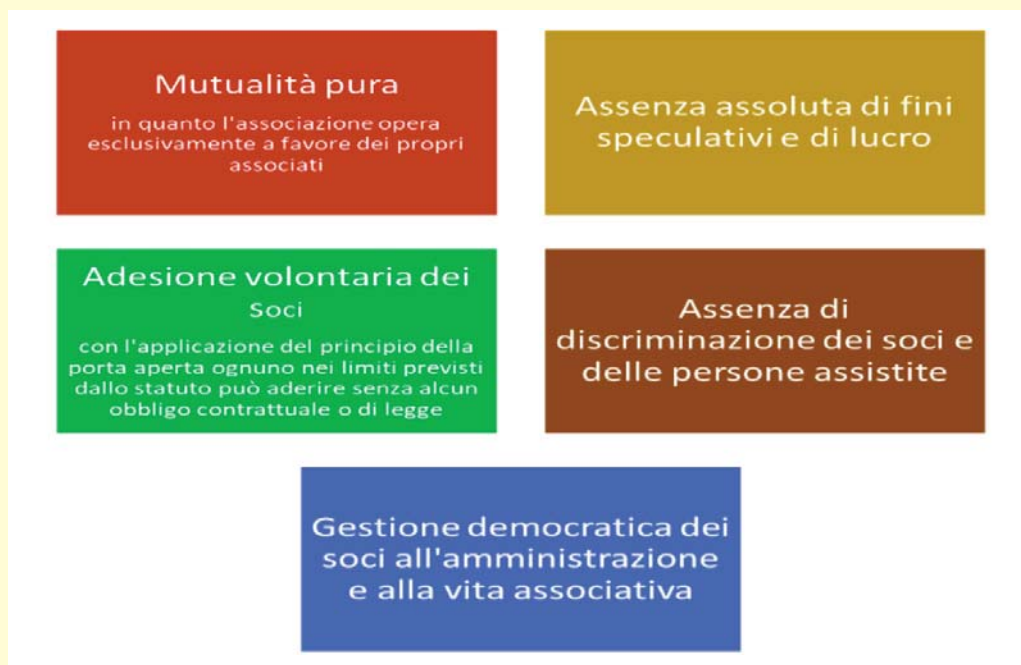 Mutualità pura
in quanto l'associazione opera
esclusivamente a favore dei propri
associati
Assenza assoluta di fini
speculativi e di lucro
Adesione volontaria dei
Soci
con l'applicazione del principio della
porta aperta ognuno nei limiti previsti
dallo statuto può aderire senza alcun
obbligo contrattuale o di legge
Assenza di
discriminazione dei soci e
delle persone assistite
Gestione democratica dei
soci all'amministrazione
e alla vita associativa